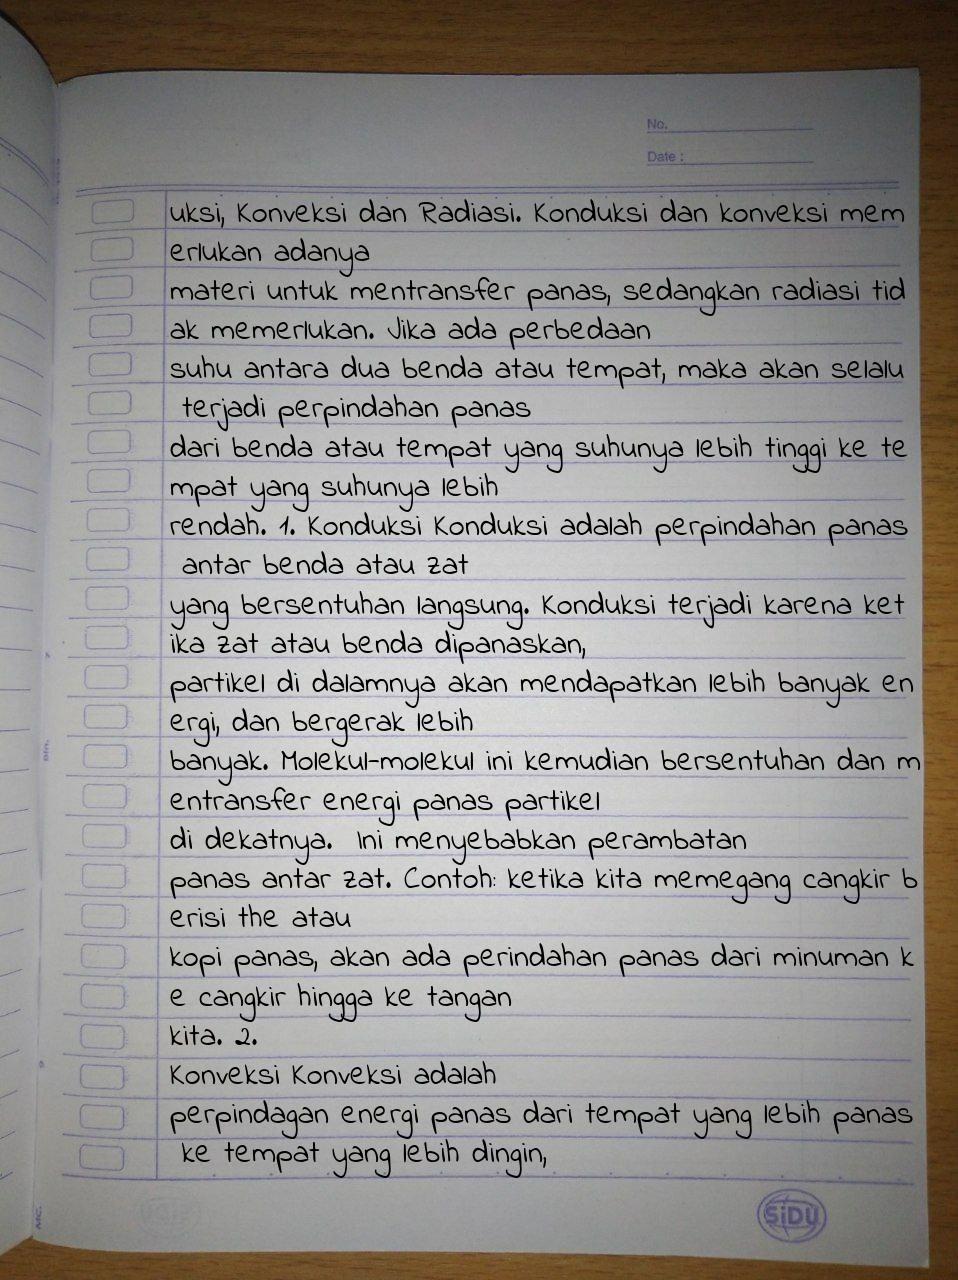 No.
Date :
uksi, Konveksi dan Radiasi. Konduksi dan konveksi mem
erlukan adanya
materi untuk mentransfer panas, sedangkan radiasi tid
ak memerlukan. Jika ada perbedaan
suhu antara dua benda atau tempat, maka akan selalu
terjadi perpindahan panas
dari benda atau tempat yang suhunya lebih tinggi ke te
mpat yang suhunya lebih
rendah. 1. Konduksi Konduksi adalah perpindahan panas
antar benda atau zat
yang bersentuhan langsung. Konduksi terjadi karena ket
ika zat atau benda dipanaskan,
partikel di dalamnya akan mendapatkan lebih banyak en
ergi, dan bergerak lebih
banyak. Molekul-molekul ini kemudian bersentuhan dan m
entransfer energi panas partikel
di dekatnya. Ini menyebabkan perambatan
panas antar zat. Contoh: ketika kita memegang cangkir b
erisi the atau
kopi panas, akan ada perindahan panas dari minuman k
e cangkir hingga ke tangan
kita. 2.
Konveksi Konveksi adalah
perpindagan energi panas dari tempat yang lebih panas
ke tempat yang lebih dingin,
SiDU